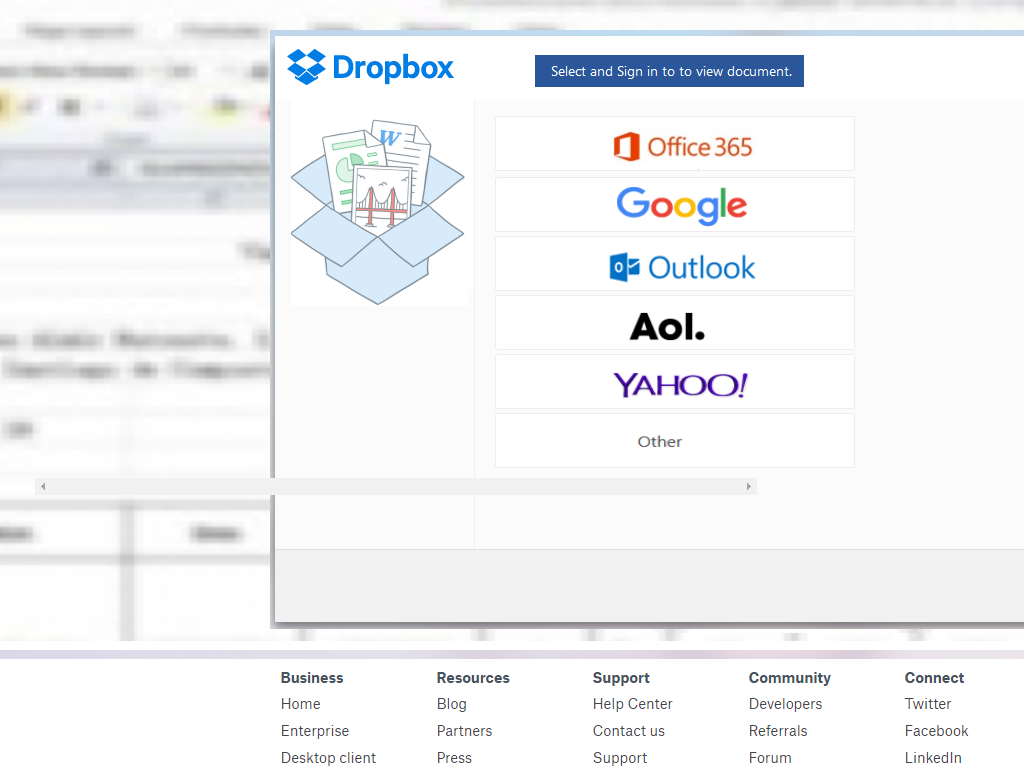 Dropbox
Select and Sign in to to view document.
W
Office 365
Google
Outlook
Aol.
YAHOO!
Other
Business
Resources
Support
Community
Connect
Home
Blog
Help Center
Developers
Twitter
Enterprise
Partners
Contact us
Referrals
Facebook
Desktop client
Press
Support
Forum
LinkedIn